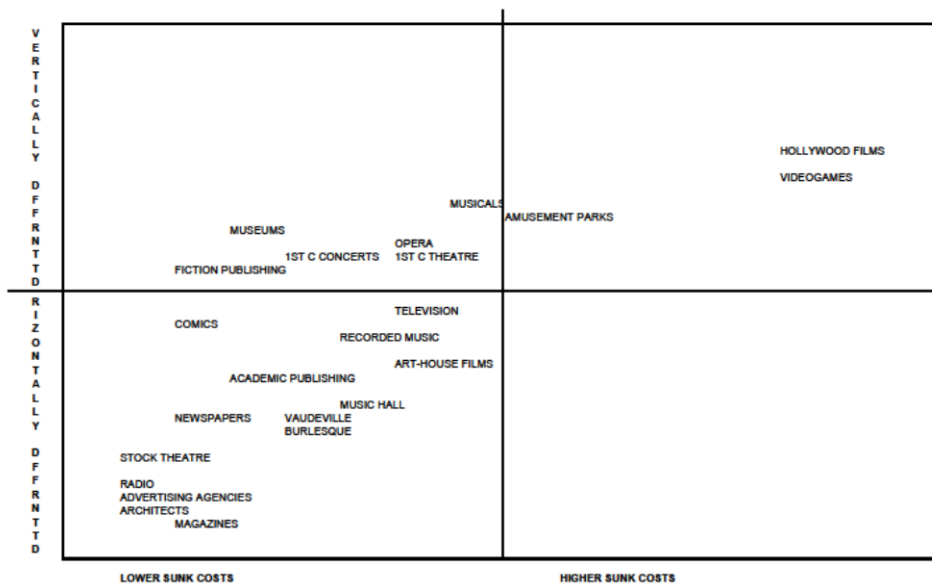 VERTICALLY DFFRNTTD
HOLLYWOOD FILMS
VIDEOGAMES
MUSICALS
AMUSEMENT PARKS
MUSEUMS
OPERA
1ST C CONCERTS 1ST C THEATRE
FICTION PUBLISHING
RIZONTALLY DFFRNTTD
TELEVISION
COMICS
RECORDED MUSIC
ART-HOUSE FILMS
ACADEMIC PUBLISHING
MUSIC HALL
NEWSPAPERS VAUDEVILLE
BURLESQUE
STOCK THEATRE
RADIO
ADVERTISING AGENCIES
ARCHITECTS
MAGAZINES
LOWER SUNK COSTS HIGHER SUNK COSTS